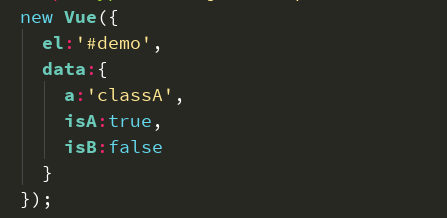 new Vue({
el:'#demo',
data:{
a:'classA',
isA:true,
isB:false
}
});